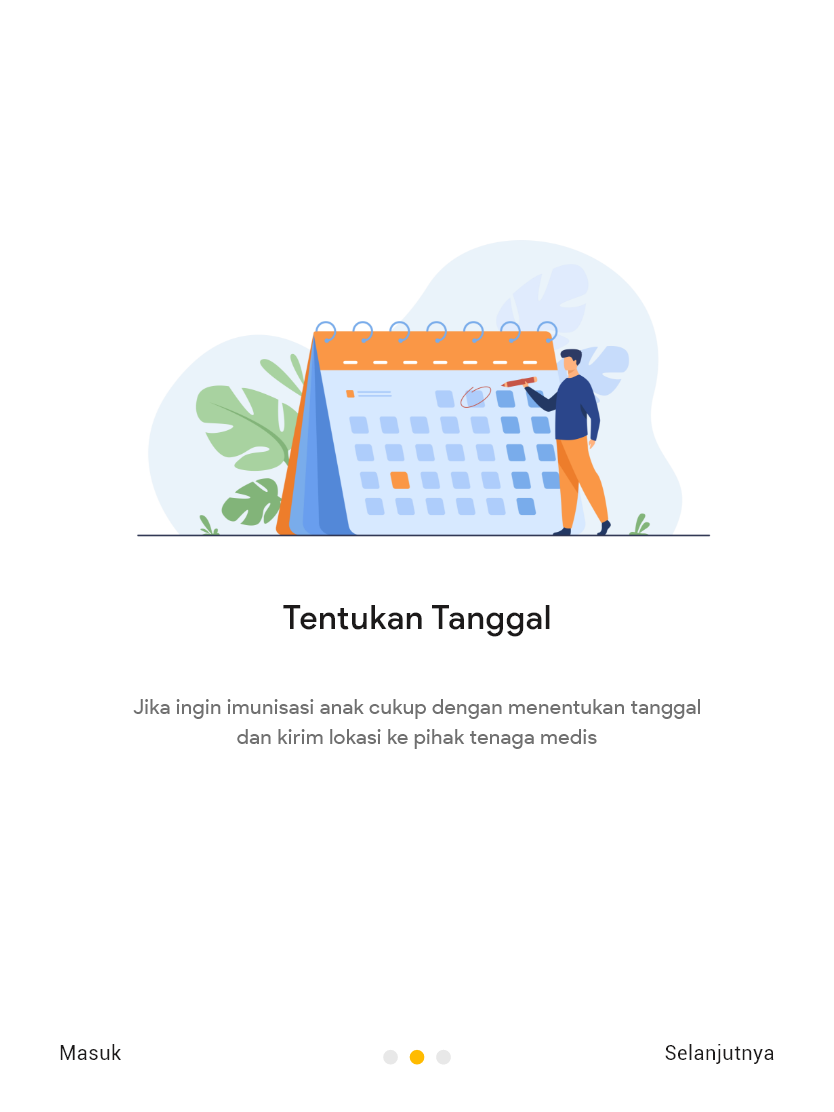 Tentukan Tanggal
Jika ingin imunisasi anak cukup dengan menentukan tanggal
dan kirim lokasi ke pihak tenaga medis
Masuk
Selanjutnya